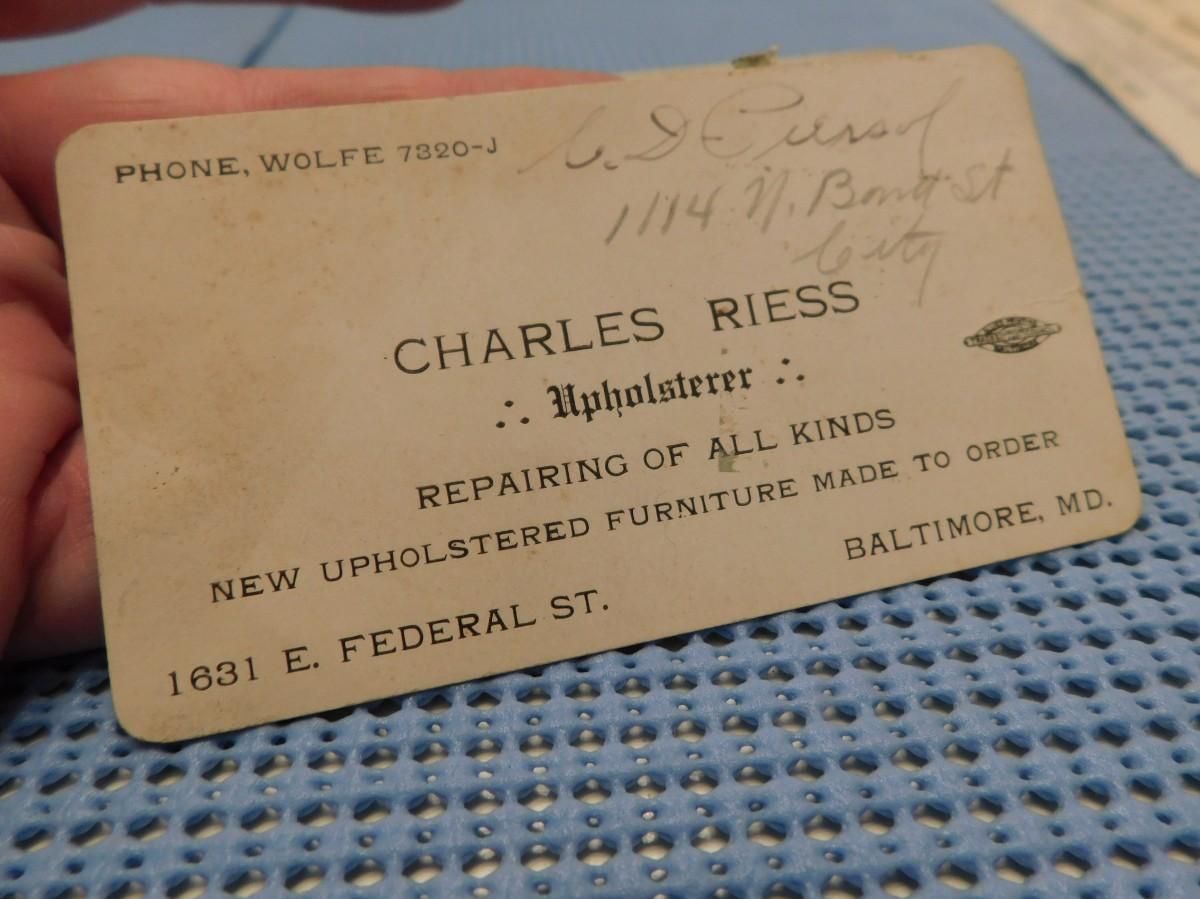 PHONE, WOLFE 7320-J
C. D. Piersol
1114 N. Bond St
City
CHARLES RIESS
∴ Upholsterer ∴
REPAIRING OF ALL KINDS
NEW UPHOLSTERED FURNITURE MADE TO ORDER
1631 E. FEDERAL ST.
BALTIMORE, MD.